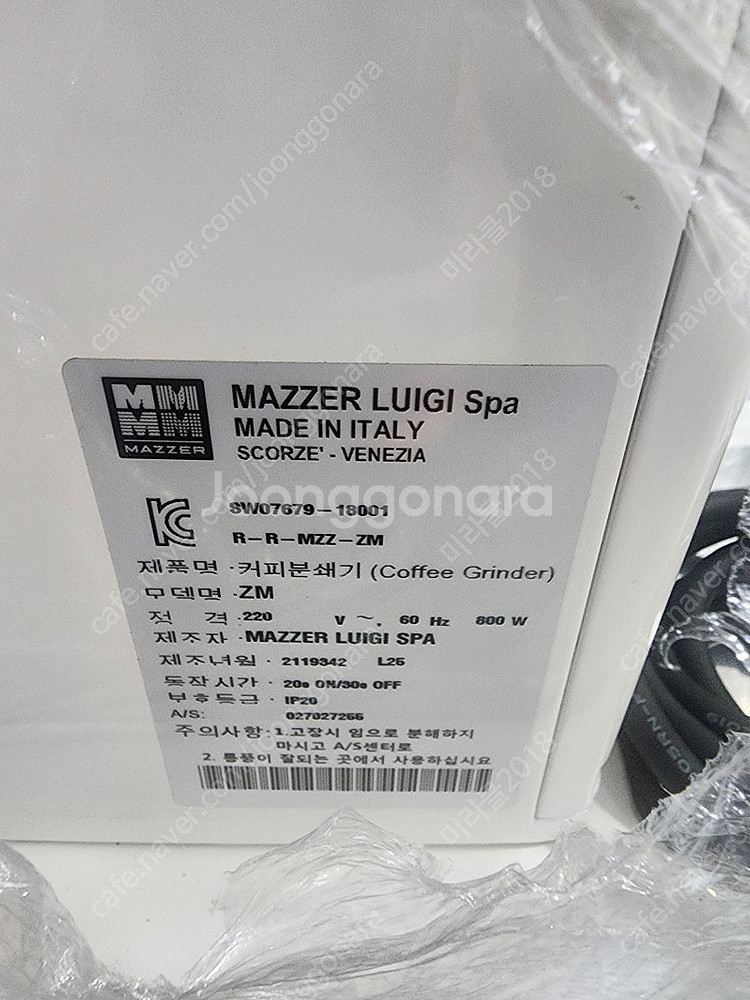 MAZZER
MAZZER LUIGI Spa
MADE IN ITALY
SCORZE' - VENEZIA
Joonggonara
SW07679-18001
R-R-MZZ-ZM
제품명 ·커피분쇄기 (Coffee Grinder)
모델명 ·ZM
정 격 ·220 V ~, 60 Hz 800 W
제조자 ·MAZZER LUIGI SPA
제조년월 · 2119342 L25
동작시간 · 20s ON/30s OFF
보호등급 · IP20
A/S: 027027266
주의사항:1.고장시 임으로 분해하지
마시고 A/S센터로
2. 통풍이 잘되는 곳에서 사용하십시요
cafe.naver.com/joonggonara
미라클2018